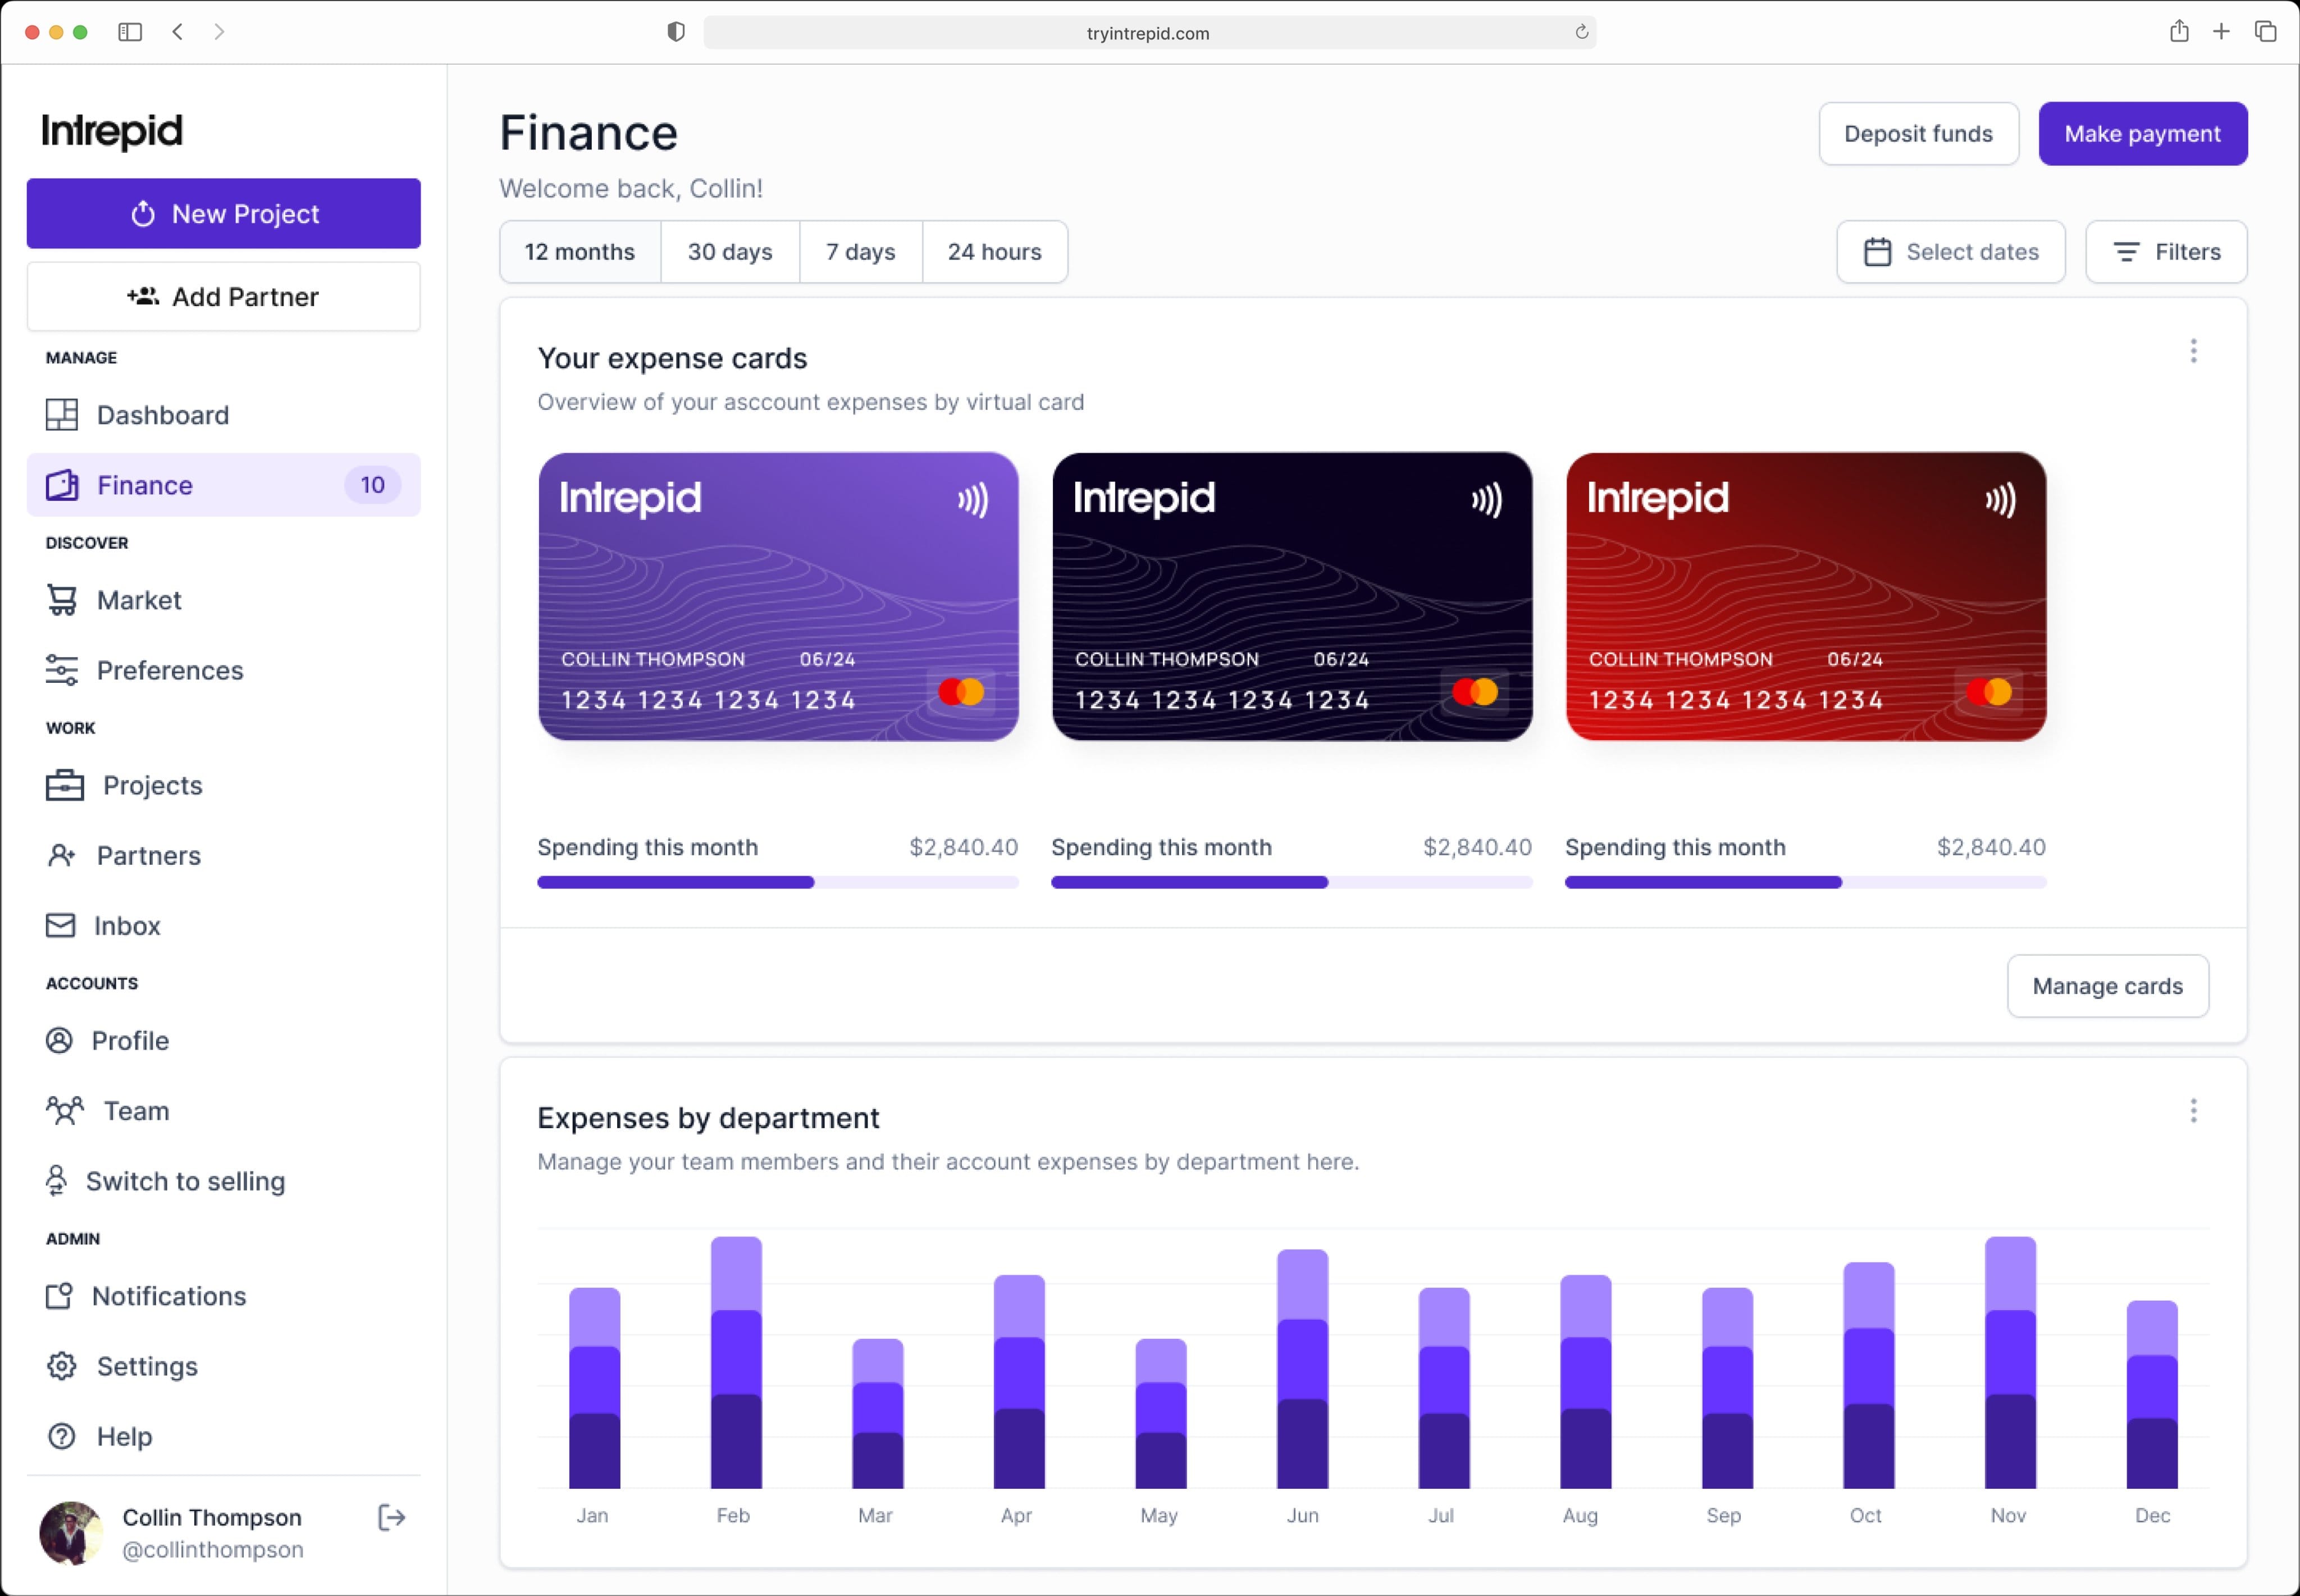 tryintrepid.com
Intrepid
New Project
Add Partner
MANAGE
Dashboard
Finance 10
DISCOVER
Market
Preferences
WORK
Projects
Partners
Inbox
ACCOUNTS
Profile
Team
Switch to selling
ADMIN
Notifications
Settings
Help
Collin Thompson
@collinthompson
Finance
Deposit funds
Make payment
Welcome back, Collin!
12 months 30 days 7 days 24 hours
Select dates
Filters
Your expense cards
Overview of your asccount expenses by virtual card
Intrepid
COLLIN THOMPSON 06/24
1234 1234 1234 1234
Intrepid
COLLIN THOMPSON 06/24
1234 1234 1234 1234
Intrepid
COLLIN THOMPSON 06/24
1234 1234 1234 1234
Spending this month $2,840.40
Spending this month $2,840.40
Spending this month $2,840.40
Manage cards
Expenses by department
Manage your team members and their account expenses by department here.
Jan Feb Mar Apr May Jun Jul Aug Sep Oct Nov Dec